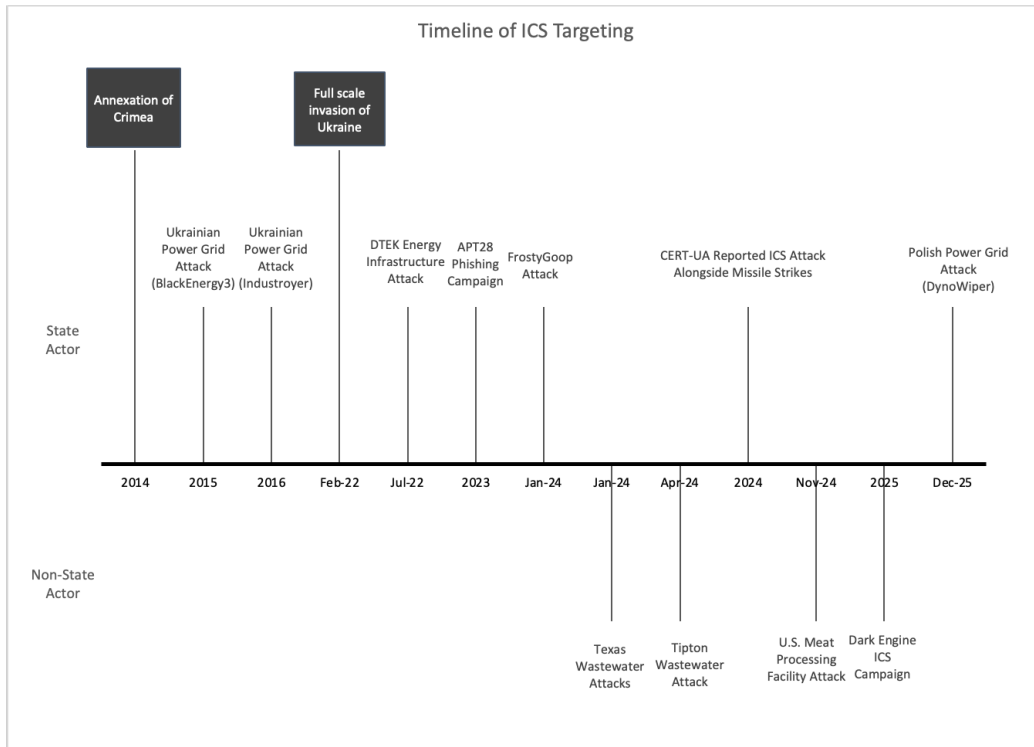 Timeline of ICS Targeting
Annexation of
Crimea
Full scale
invasion of
Ukraine
Ukrainian
Power Grid
Attack
(BlackEnergy3)
Ukrainian
Power Grid
Attack
(Industroyer)
DTEK Energy
Infrastructure
Attack
APT28
Phishing
Campaign
FrostyGoop
Attack
CERT-UA Reported ICS Attack
Alongside Missile Strikes
Polish Power Grid
Attack
(DynoWiper)
State
Actor
2014
2015
2016
Feb-22
Jul-22
2023
Jan-24
Jan-24
Apr-24
2024
Nov-24
2025
Dec-25
Non-State
Actor
Texas
Wastewater
Attacks
Tipton
Wastewater
Attack
U.S. Meat
Processing
Facility Attack
Dark Engine
ICS
Campaign